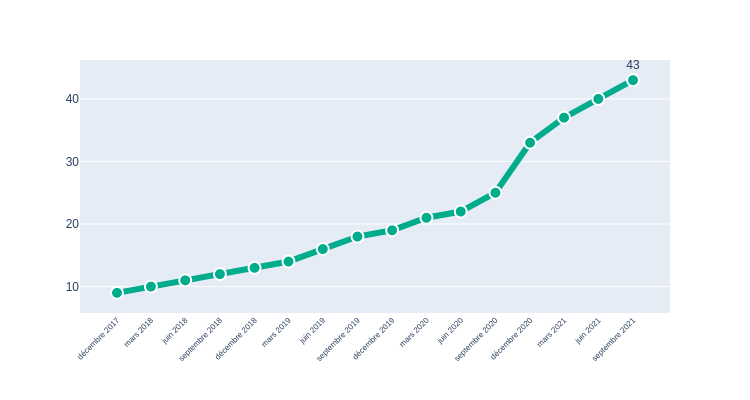 43
40
30
20
10
décembre 2017
mars 2018
juin 2018
septembre 2018
décembre 2018
mars 2019
juin 2019
septembre 2019
décembre 2019
mars 2020
juin 2020
septembre 2020
décembre 2020
mars 2021
juin 2021
septembre 2021